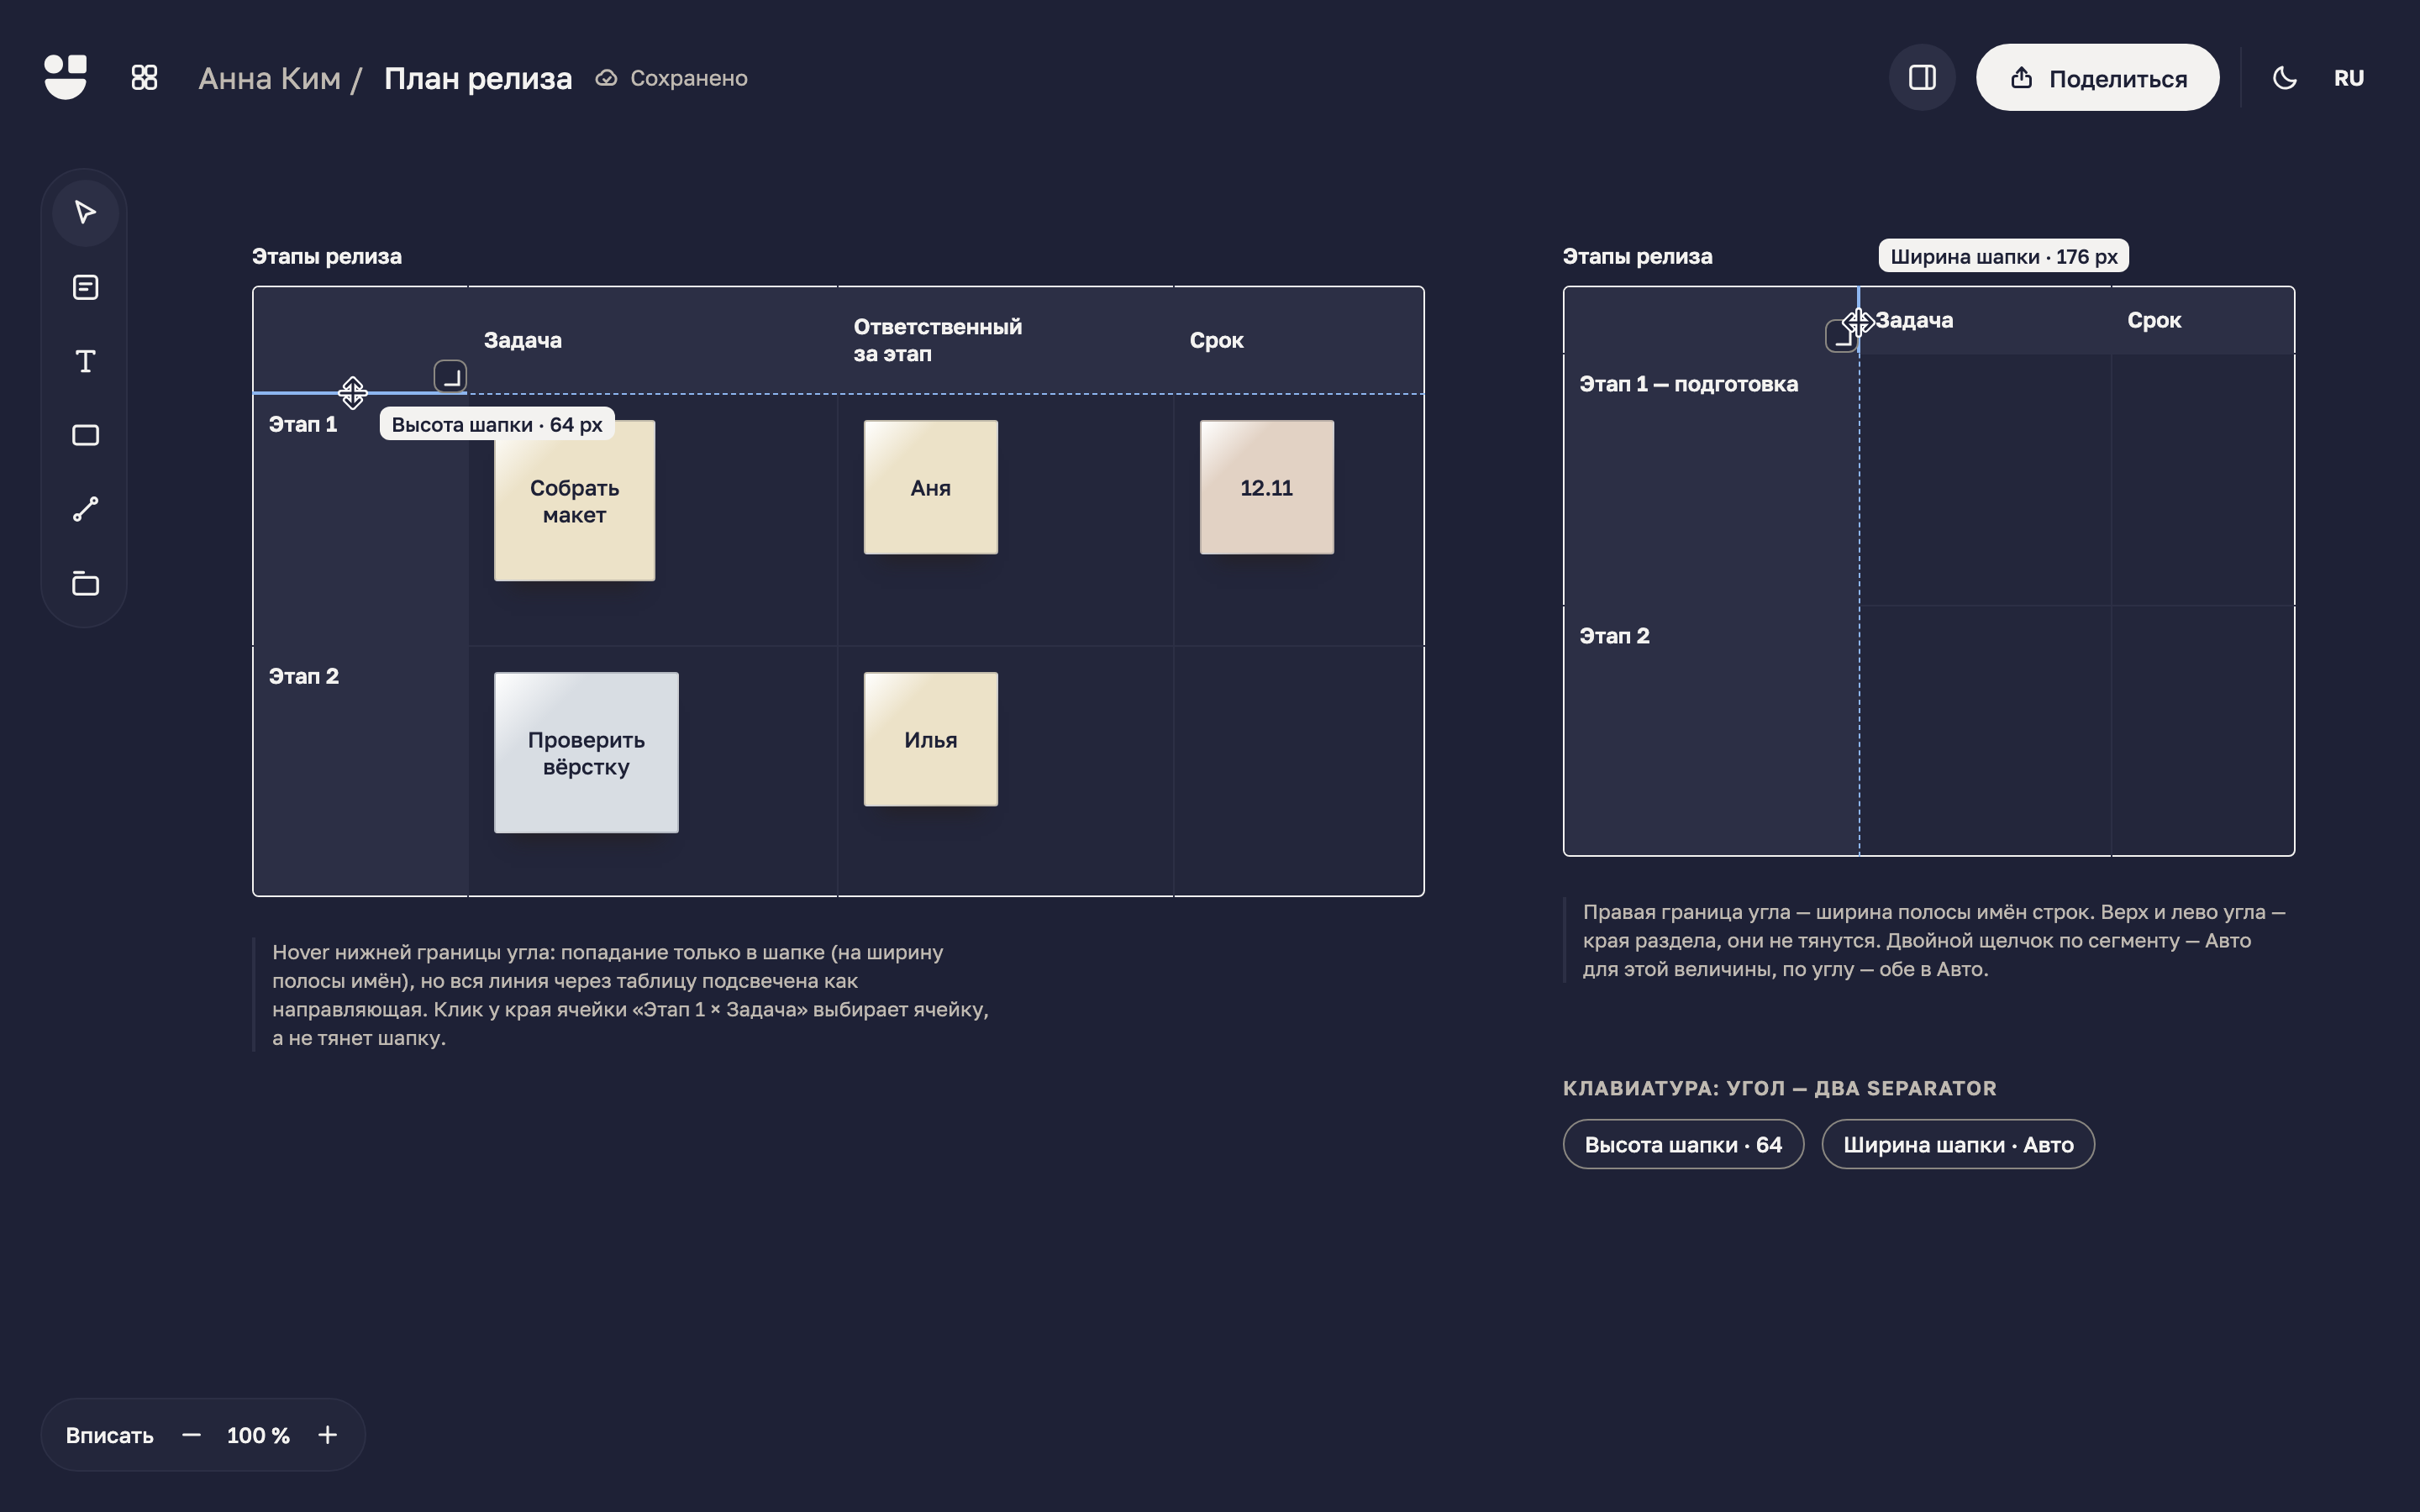 Анна Ким / План релиза Сохранено
Поделиться
RU
Этапы релиза
Задача
Ответственный
за этап
Срок
Этап 1
Высота шапки · 64 px
Собрать
макет
Аня
12.11
Этап 2
Проверить
вёрстку
Илья
Hover нижней границы угла: попадание только в шапке (на ширину
полосы имён), но вся линия через таблицу подсвечена как
направляющая. Клик у края ячейки «Этап 1 × Задача» выбирает ячейку,
а не тянет шапку.
Этапы релиза
Ширина шапки · 176 px
Задача
Срок
Этап 1 — подготовка
Этап 2
Правая граница угла — ширина полосы имён строк. Верх и лево угла —
края раздела, они не тянутся. Двойной щелчок по сегменту — Авто
для этой величины, по углу — обе в Авто.
КЛАВИАТУРА: УГОЛ — ДВА SEPARATOR
Высота шапки · 64
Ширина шапки · Авто
Вписать — 100 % +